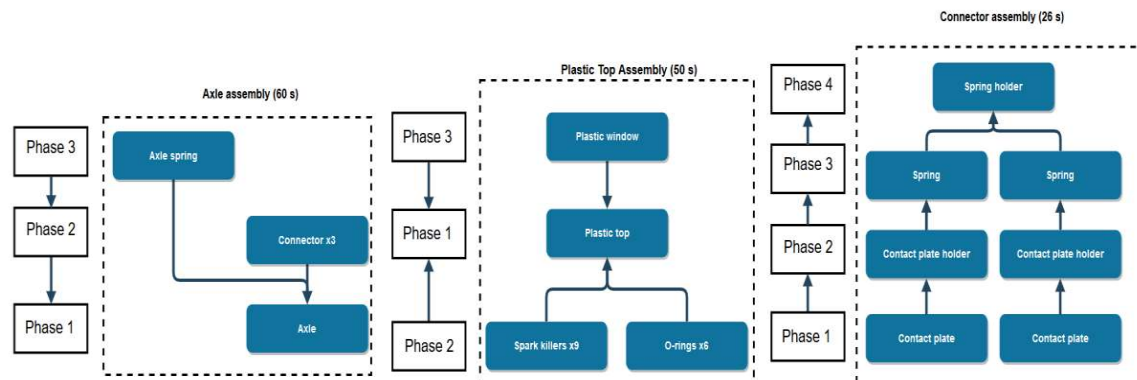 Axle assembly (60 s)
Phase 3
Phase 2
Phase 1
Axle spring
Connector x3
Axle
Plastic Top Assembly (50 s)
Phase 3
Phase 1
Phase 2
Plastic window
Plastic top
Spark killers x9
O-rings x6
Connector assembly (26 s)
Phase 4
Phase 3
Phase 2
Phase 1
Spring holder
Spring
Spring
Contact plate holder
Contact plate holder
Contact plate
Contact plate